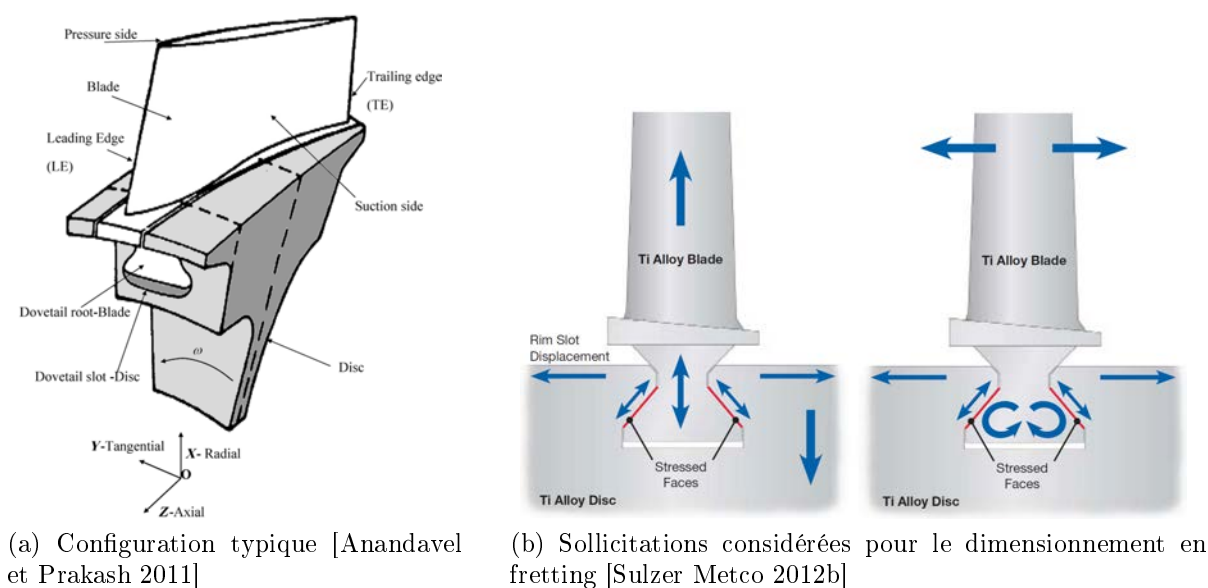 Pressure side
Blade
Leading Edge
(LE)
Trailing edge
(TE)
Suction side
Dovetail root-Blade
Dovetail slot -Disc
ω
Disc
Y-Tangential
X- Radial
O
Z-Axial
(a) Configuration typique [Anandavel
et Prakash 2011]
Ti Alloy Blade
Rim Slot
Displacement
Stressed
Faces
Ti Alloy Disc
Ti Alloy Blade
Stressed
Faces
Ti Alloy Disc
(b) Sollicitations considérées pour le dimensionnement en
fretting [Sulzer Metco 2012b]